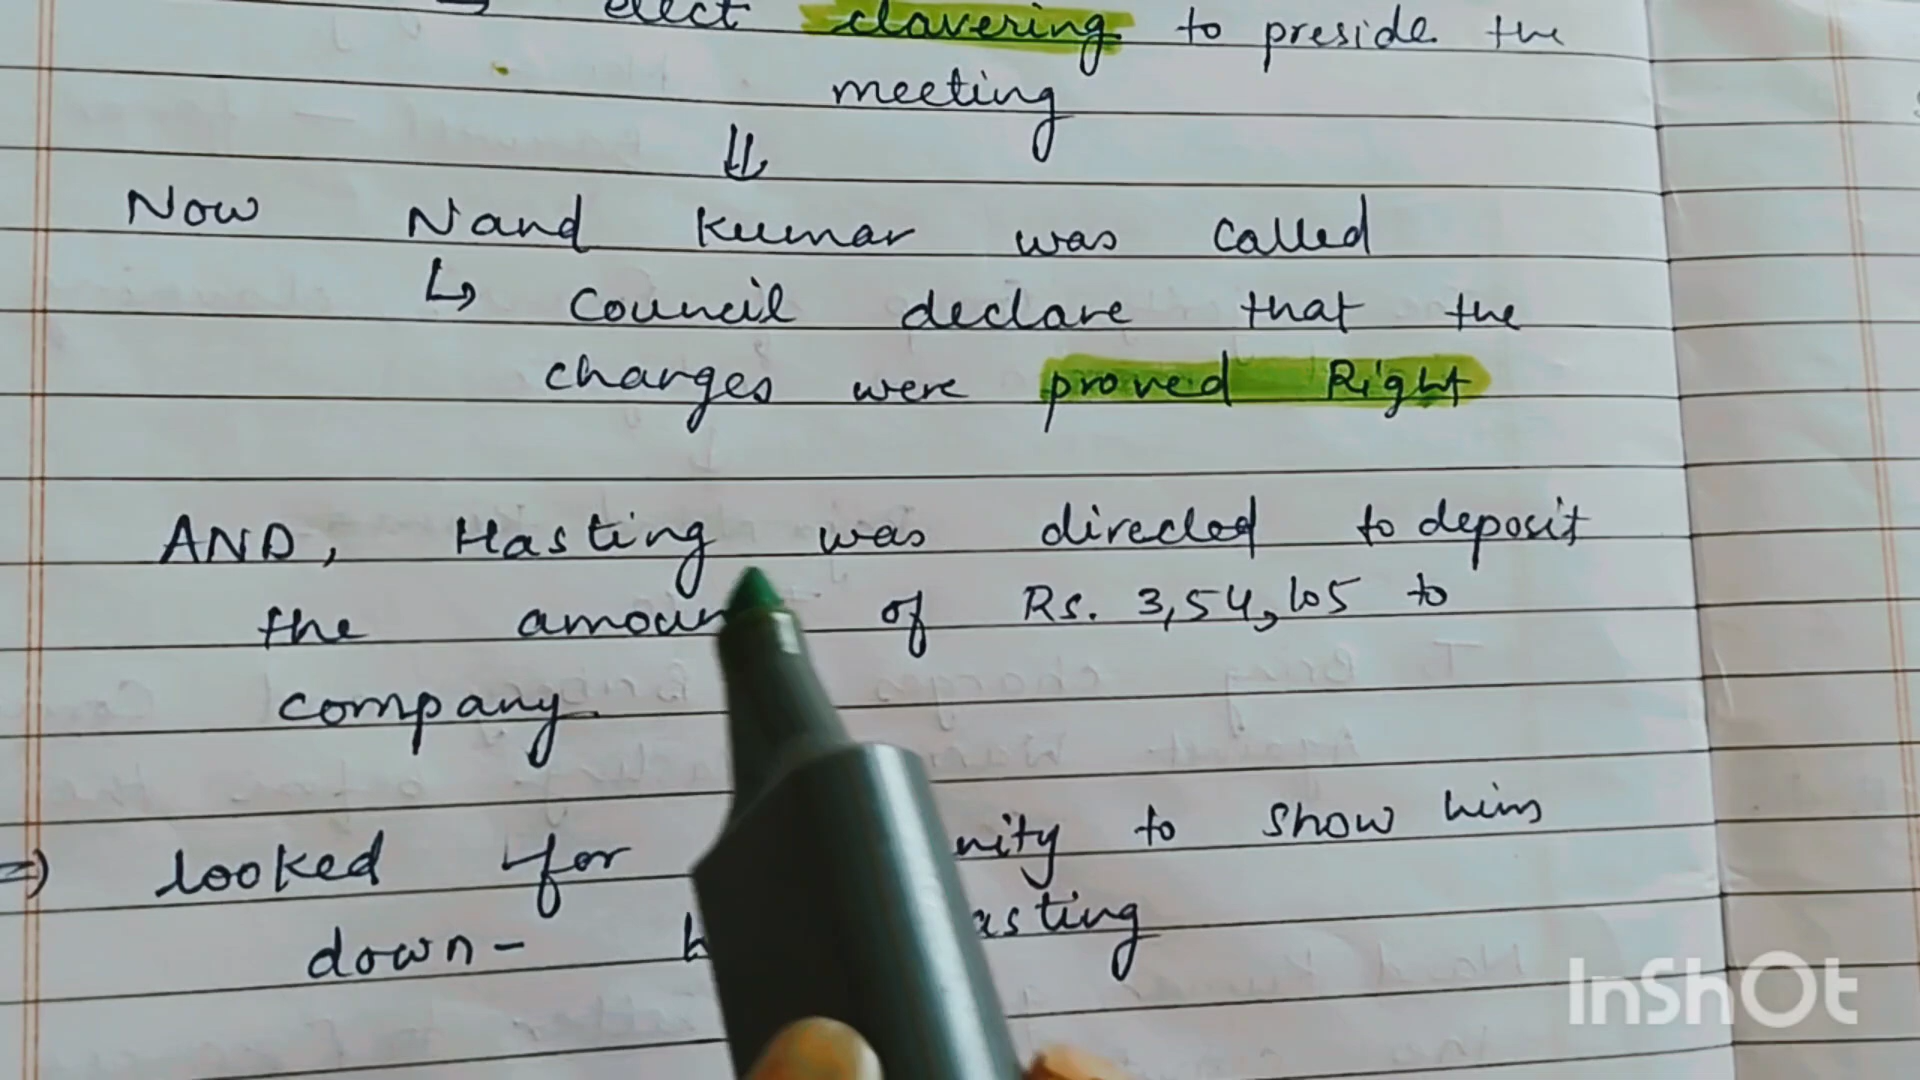 elect clavering to preside the
meeting
Now Nand Kumar was called
↳ Council declare that the
charges were proved Right
AND, Hasting was directed to deposit
the amoun of Rs. 3,54,105 to
company.
=) looked for nity to show him
down- h asting
InShOt